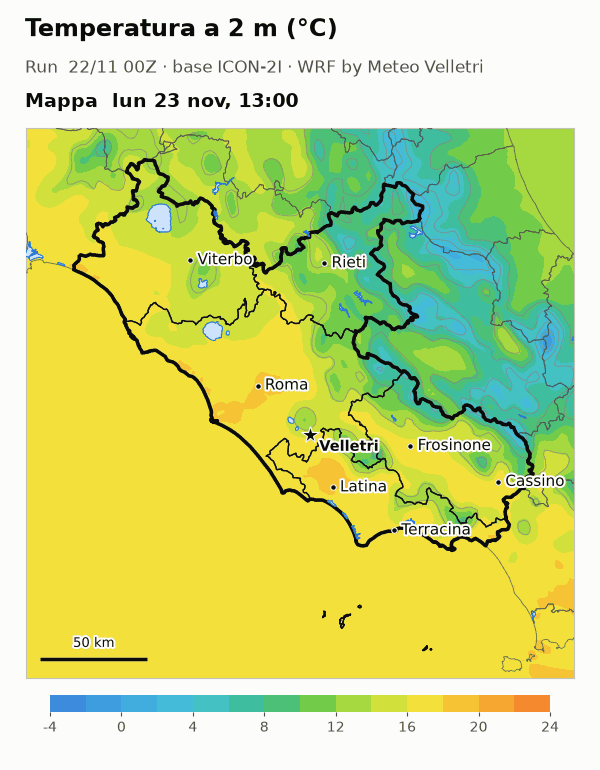 Temperatura a 2 m (°C)
Run  22/11 00Z · base ICON-2I · WRF by Meteo Velletri
Mappa  lun 23 nov, 13:00
Viterbo
Rieti
Roma
Velletri
Frosinone
Cassino
Latina
Terracina
50 km
-4 0 4 8 12 16 20 24